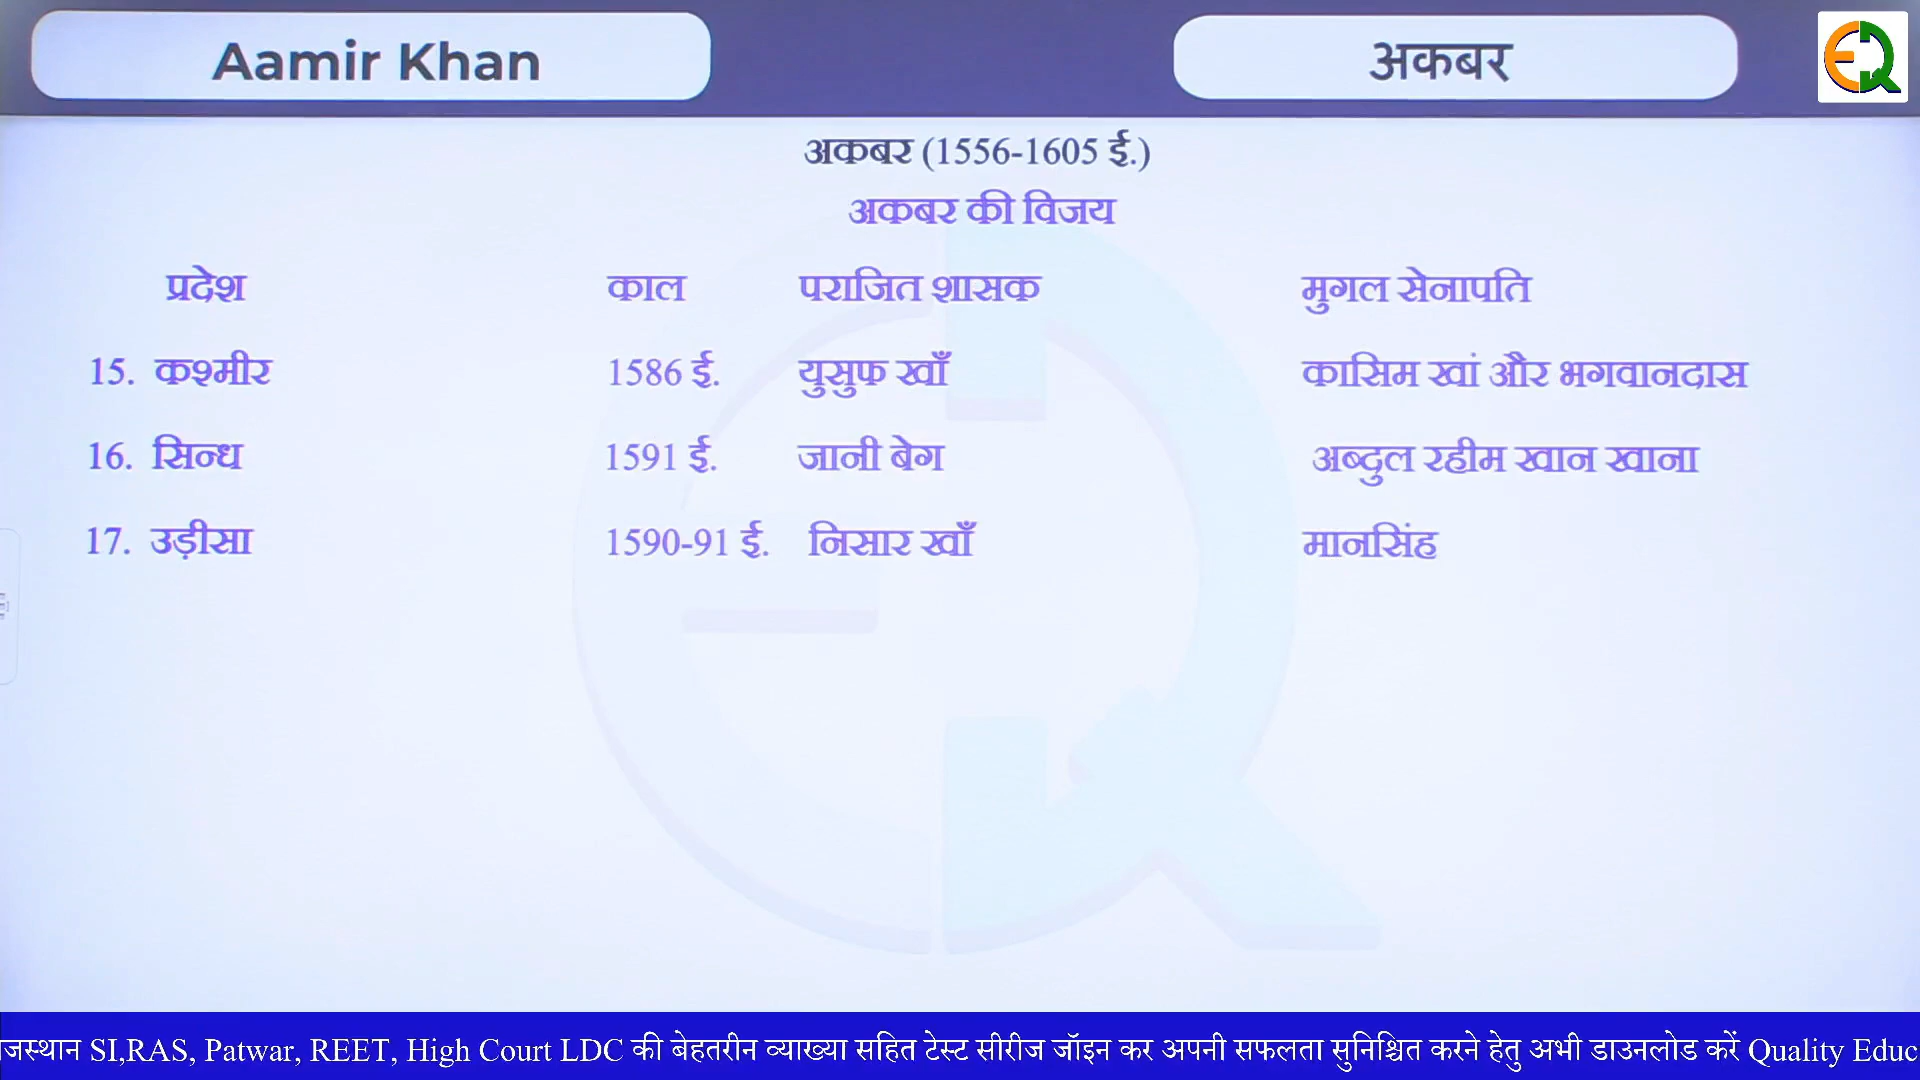 Aamir Khan
अकबर
अकबर (1556-1605 ई.)
अकबर की विजय
प्रदेश काल पराजित शासक मुगल सेनापति
15. कश्मीर 1586 ई. युसुफ खाँ कासिम खां और भगवानदास
16. सिन्ध 1591 ई. जानी बेग अब्दुल रहीम खान खाना
17. उड़ीसा 1590-91 ई. निसार खाँ मानसिंह
जस्थान SI,RAS, Patwar, REET, High Court LDC की बेहतरीन व्याख्या सहित टेस्ट सीरीज जॉइन कर अपनी सफलता सुनिश्चित करने हेतु अभी डाउनलोड करें Quality Educ